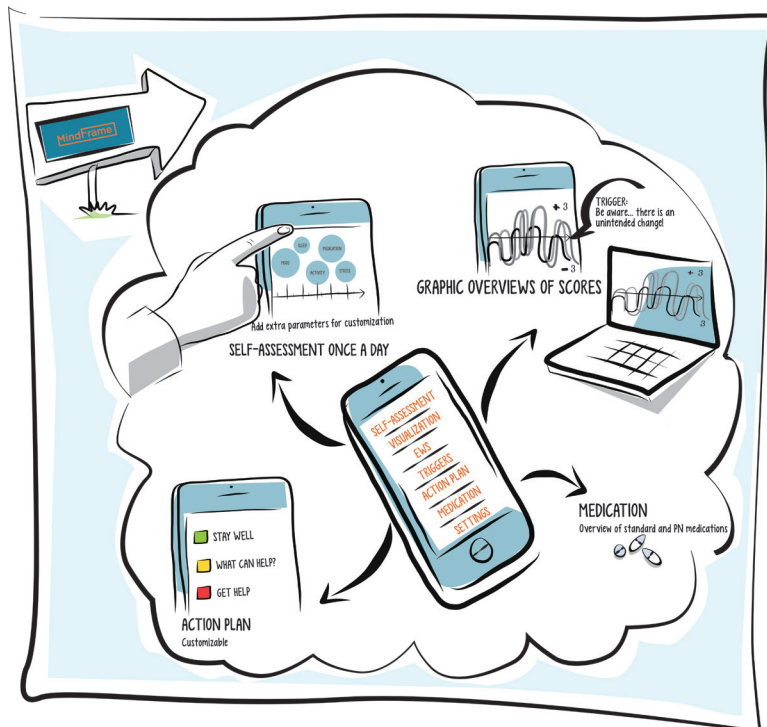 MindFrame
SLEEP
MEDICATION
MOOD
ACTIVITY
STRESS
Add extra parameters for customization
SELF-ASSESSMENT ONCE A DAY
+ 3
- 3
TRIGGER:
Be aware... there is an
unintended change!
GRAPHIC OVERVIEWS OF SCORES
+ 3
3
SELF-ASSESSMENT
VISUALIZATION
EWS
TRIGGERS
ACTION PLAN
MEDICATION
SETTINGS
MEDICATION
Overview of standard and PN medications
STAY WELL
WHAT CAN HELP?
GET HELP
ACTION PLAN
Customizable